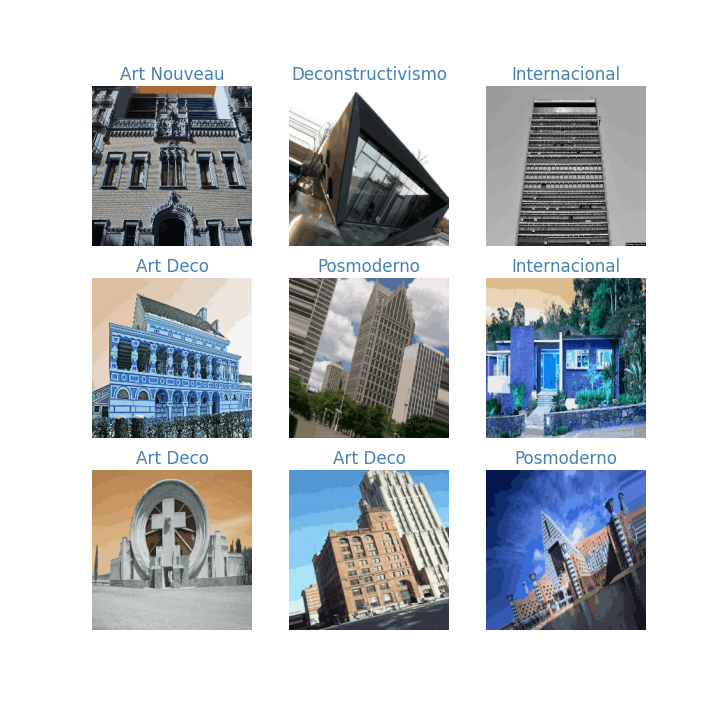 Art Nouveau
Deconstructivismo
Internacional
Art Deco
Posmoderno
Internacional
Art Deco
Art Deco
Posmoderno